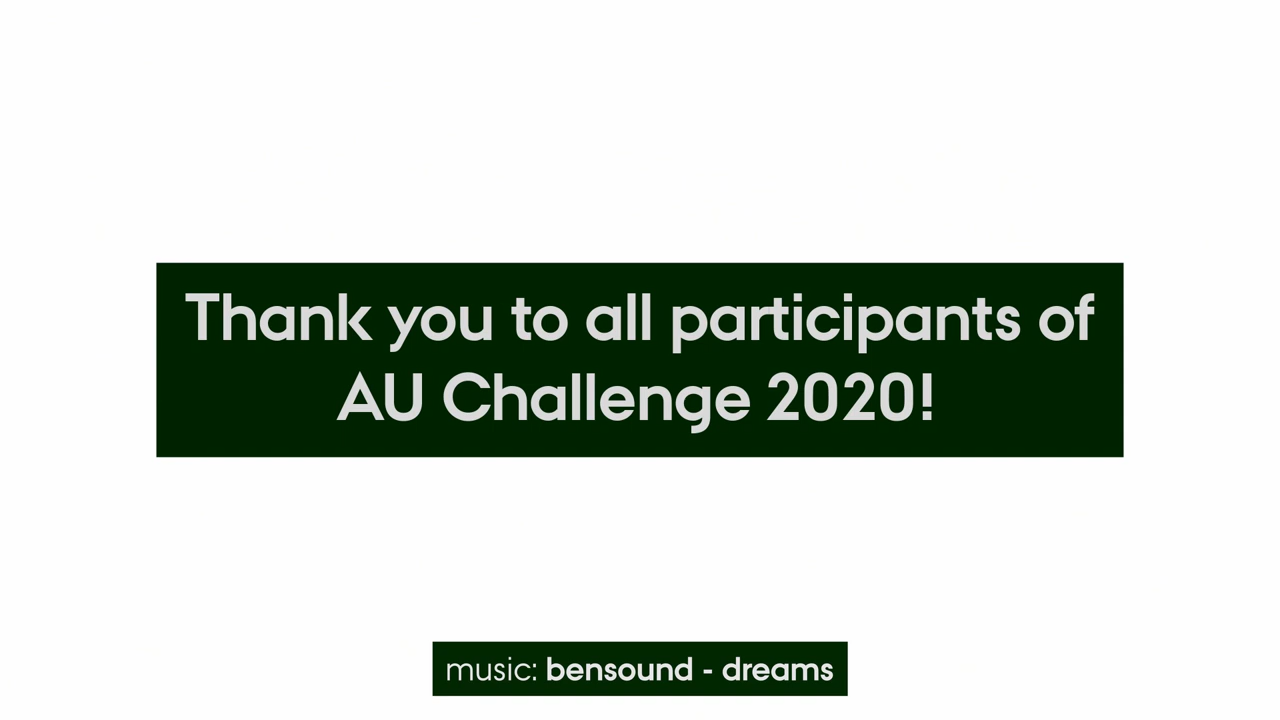 Thank you to all participants of
AU Challenge 2020!
music: bensound - dreams